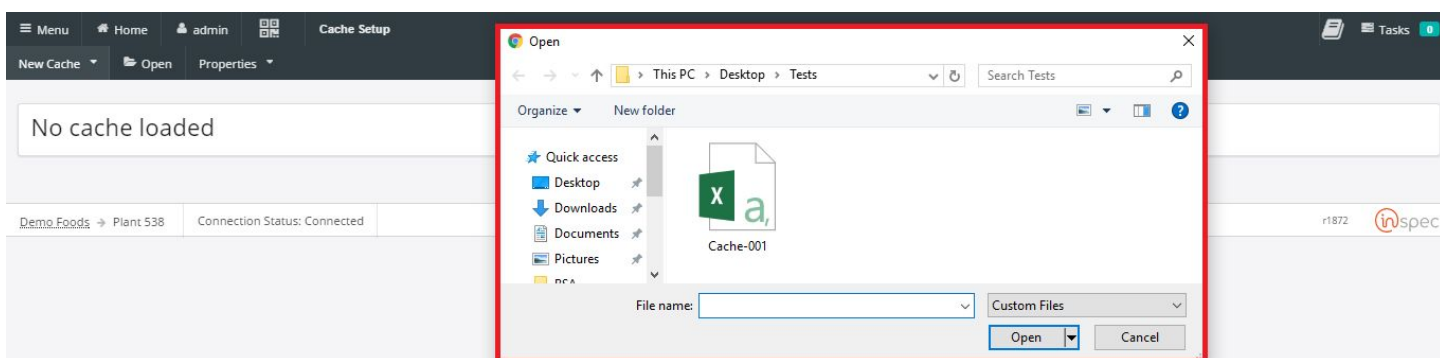 Menu Home admin Cache Setup
Tasks 0
New Cache Open Properties
No cache loaded
Demo Foods → Plant 538 Connection Status: Connected
r1872 inspec
Open
This PC > Desktop > Tests
Search Tests
Organize New folder
Quick access
Desktop
Downloads
Documents
Pictures
X a,
Cache-001
File name:
Custom Files
Open Cancel